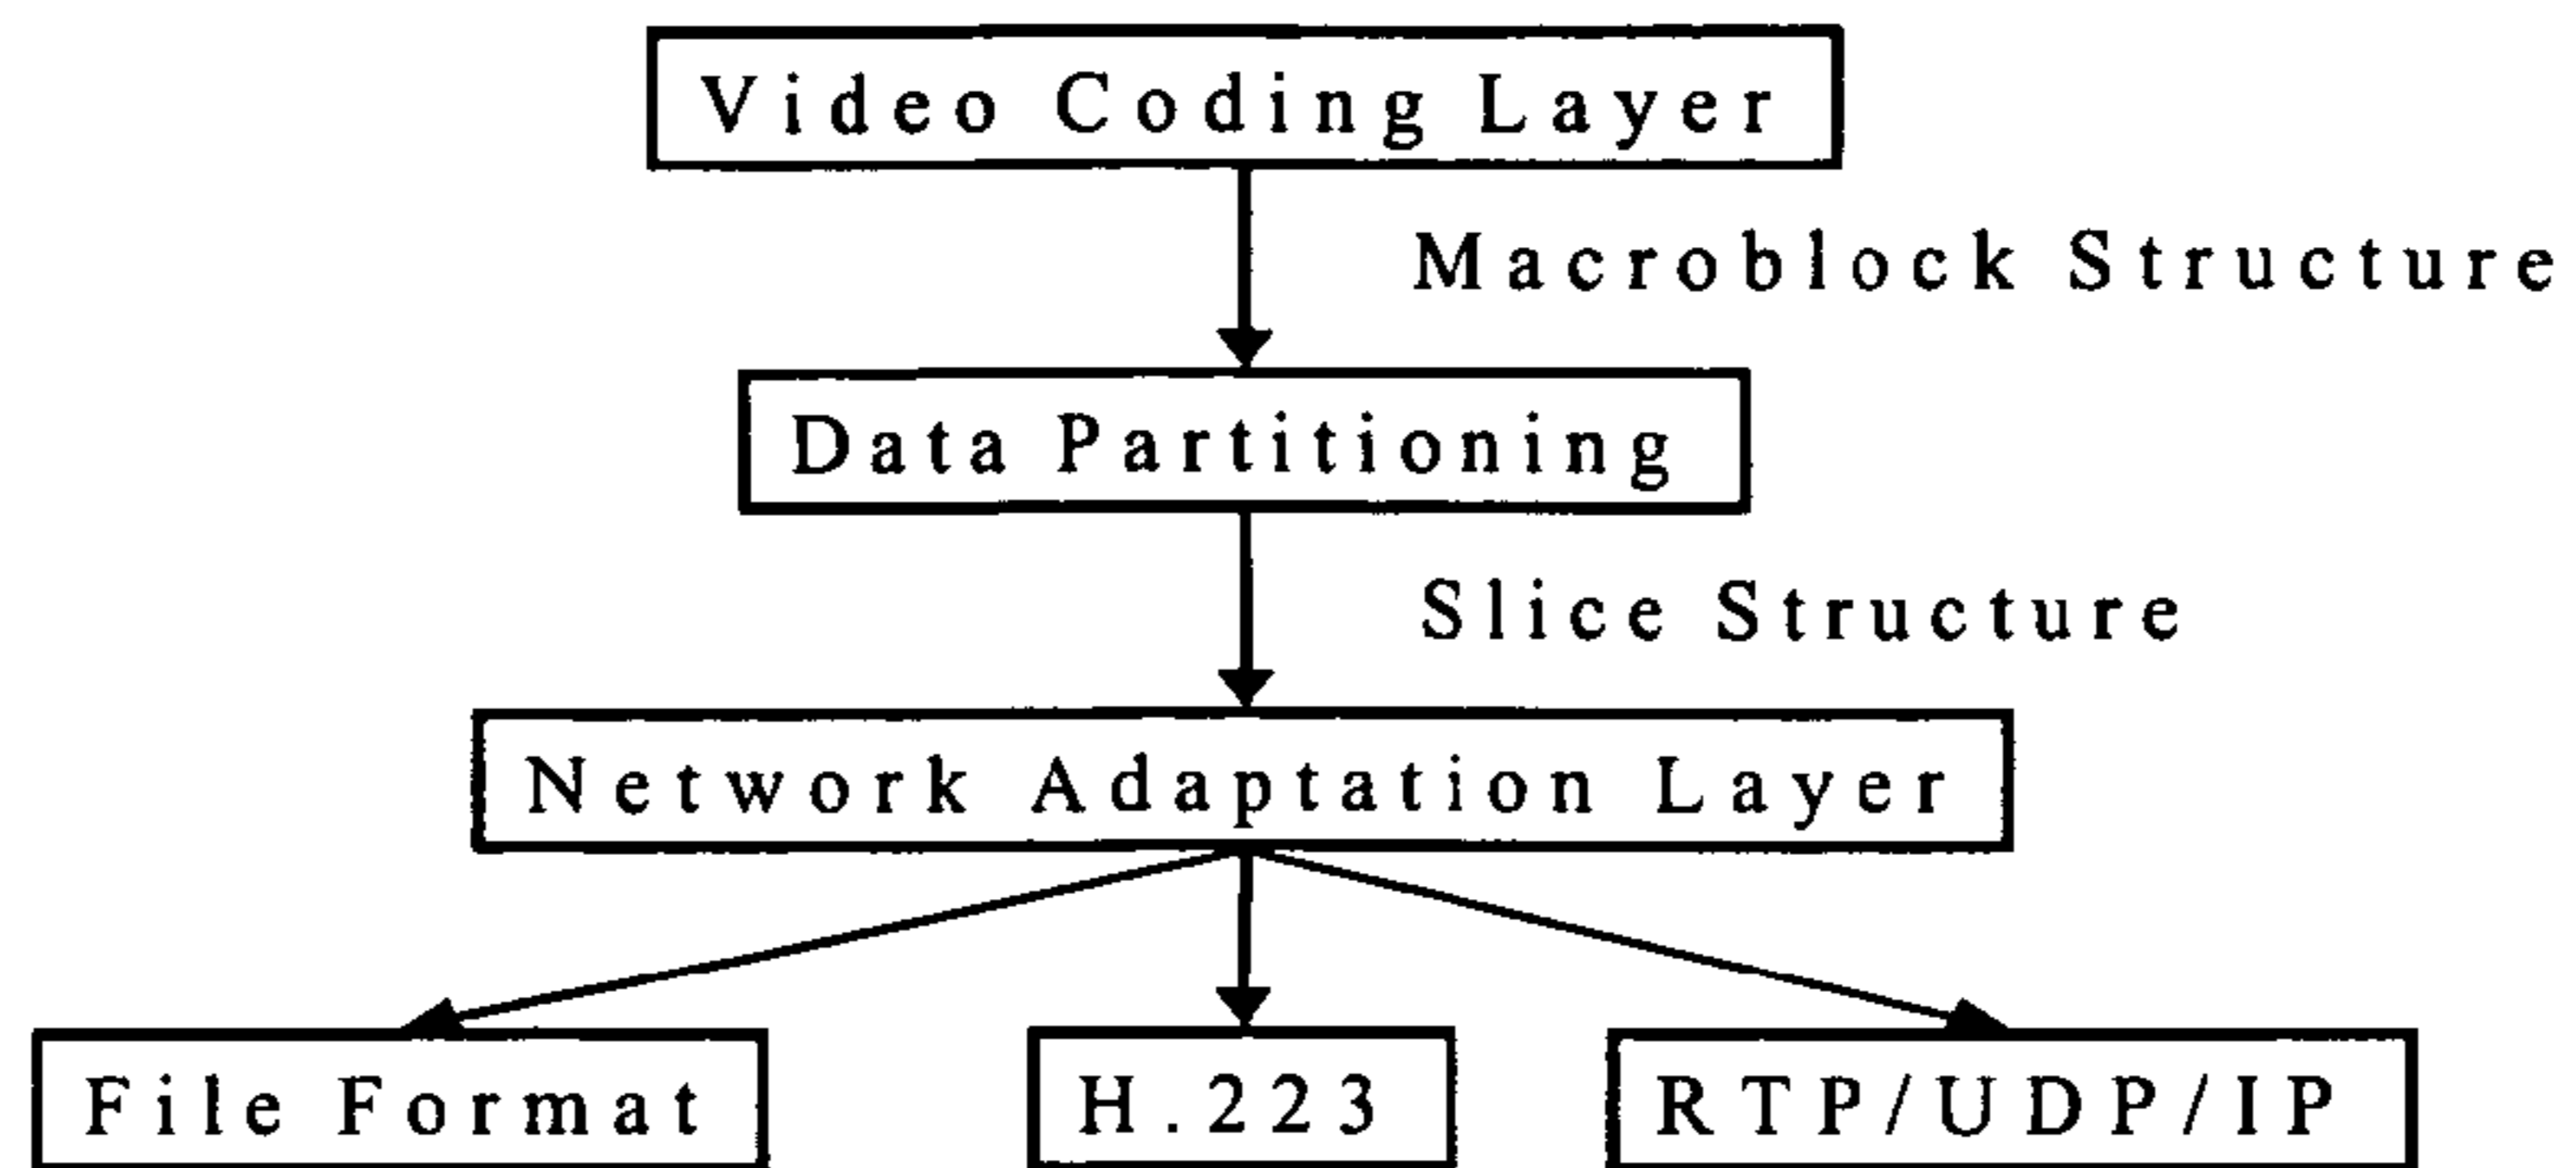 Video Coding Layer
Macroblock Structure
Data Partitioning
Slice Structure
Network Adaptation Layer
File Format
H.223
RTP/UDP/IP